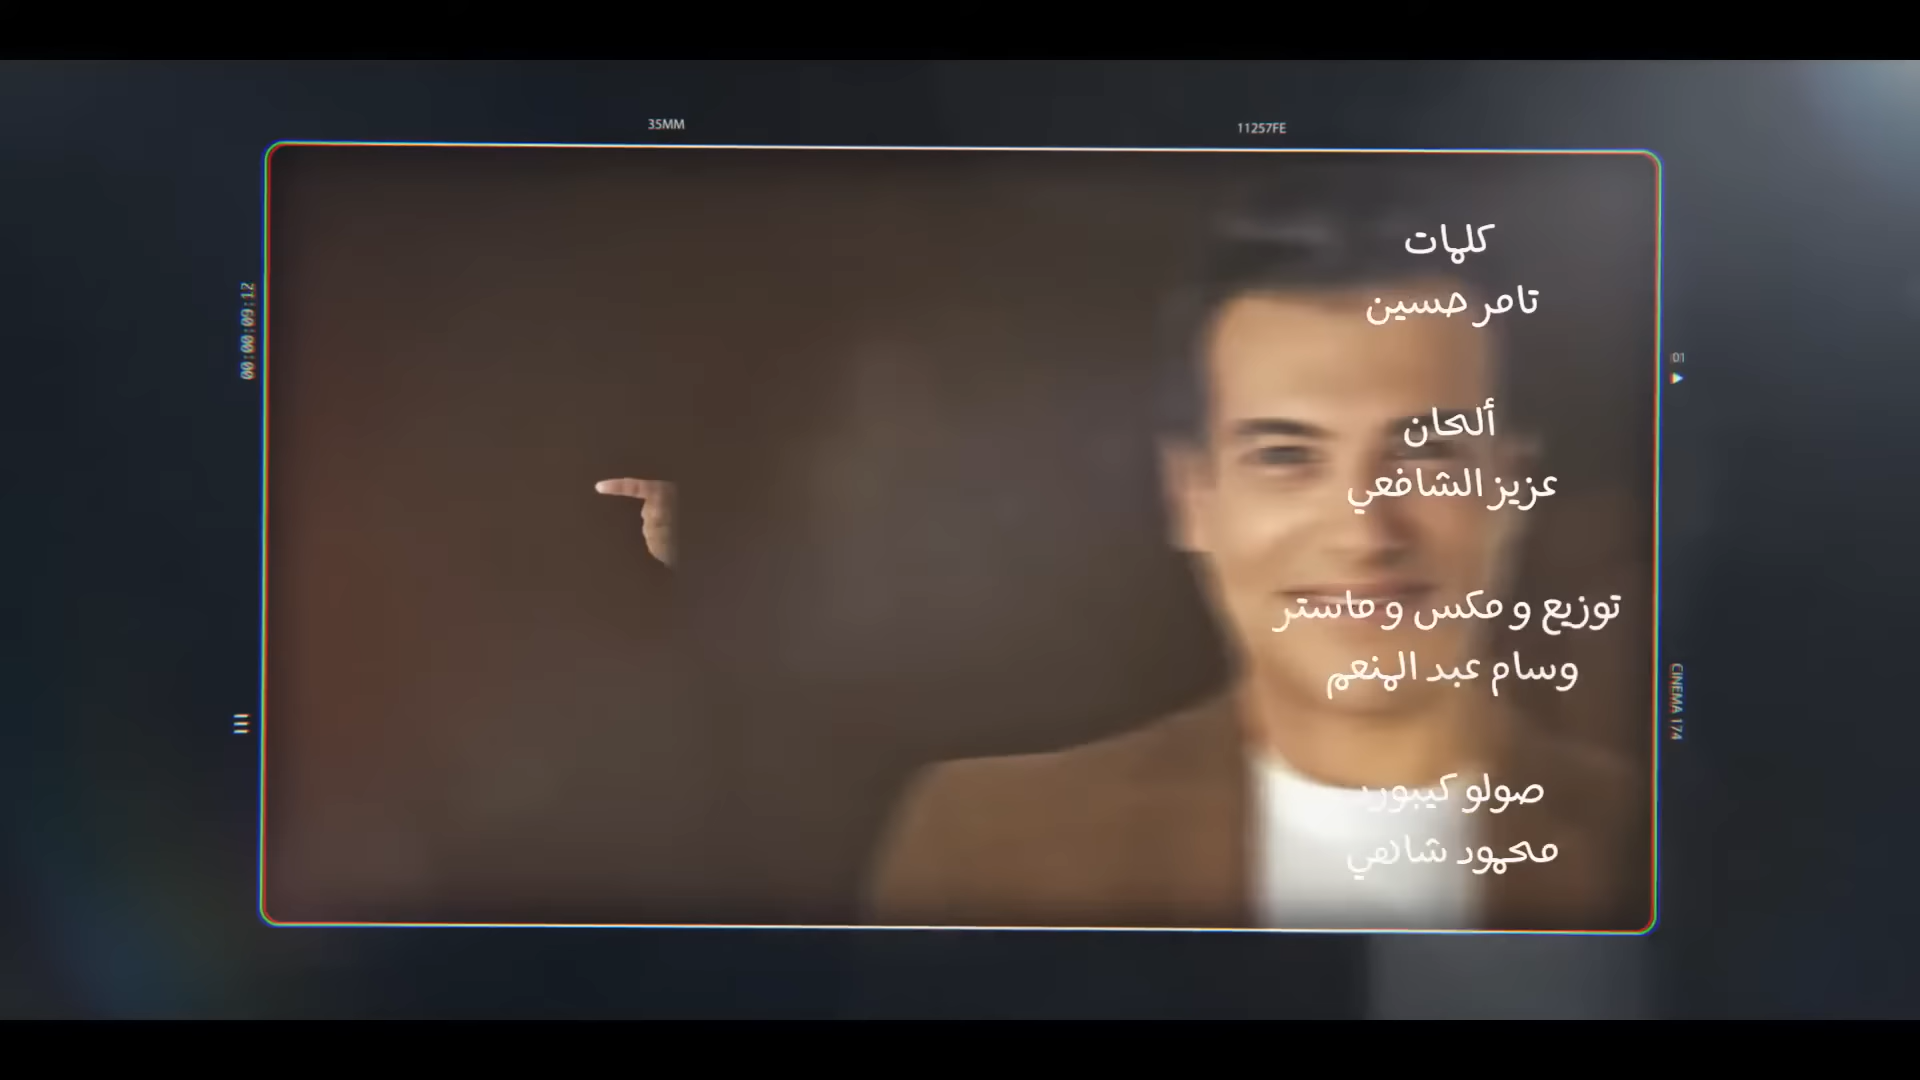 35MM
11257FE
00:00:09:12
كلمات
تامر حسين
01
ألحان
عزيز الشافعي
توزيع و مكس و ماستر
وسام عبد المنعم
CINEMA 174
صولو كيبورد
محمود شاهي